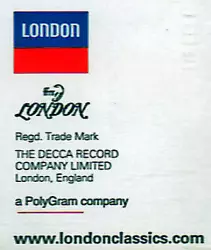 LONDON
ffrr
LONDON
Regd. Trade Mark
THE DECCA RECORD
COMPANY LIMITED
London, England
a PolyGram company
www.londonclassics.com